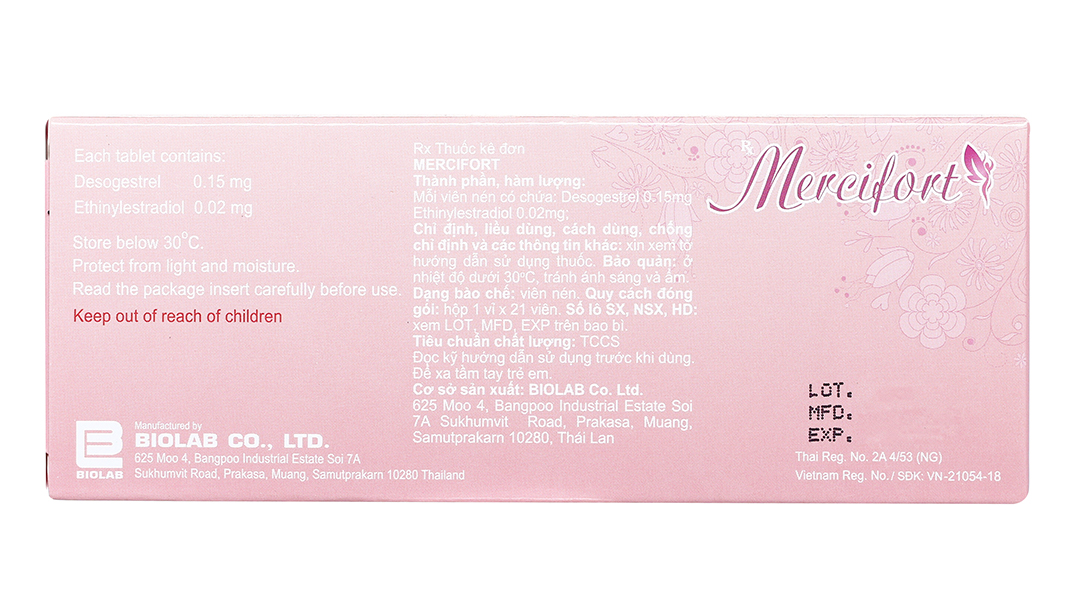 Each tablet contains:
Desogestrel 0.15 mg
Ethinylestradiol 0.02 mg
Store below 30°C.
Protect from light and moisture.
Read the package insert carefully before use.
Keep out of reach of children
Manufactured by
BIOLAB CO., LTD.
BIOLAB
625 Moo 4, Bangpoo Industrial Estate Soi 7A
Sukhumvit Road, Prakasa, Muang, Samutprakarn 10280 Thailand
Rx Thuốc kê đơn
MERCIFORT
Thành phần, hàm lượng:
Mỗi viên nén có chứa: Desogestrel 0.15mg
Ethinylestradiol 0.02mg;
Chỉ định, liều dùng, cách dùng, chống
chỉ định và các thông tin khác: xin xem tờ
hướng dẫn sử dụng thuốc. Bảo quản: ở
nhiệt độ dưới 30°C, tránh ánh sáng và ẩm.
Dạng bào chế: viên nén. Quy cách đóng
gói: hộp 1 vỉ x 21 viên. Số lô SX, NSX, HD:
xem LOT, MFD, EXP trên bao bì.
Tiêu chuẩn chất lượng: TCCS
Đọc kỹ hướng dẫn sử dụng trước khi dùng.
Để xa tầm tay trẻ em.
Cơ sở sản xuất: BIOLAB Co. Ltd.
625 Moo 4, Bangpoo Industrial Estate Soi
7A Sukhumvit Road, Prakasa, Muang,
Samutprakarn 10280, Thái Lan
Rx
Mercifort
LOT.
MFD.
EXP.
Thai Reg. No. 2A 4/53 (NG)
Vietnam Reg. No. / SĐK: VN-21054-18